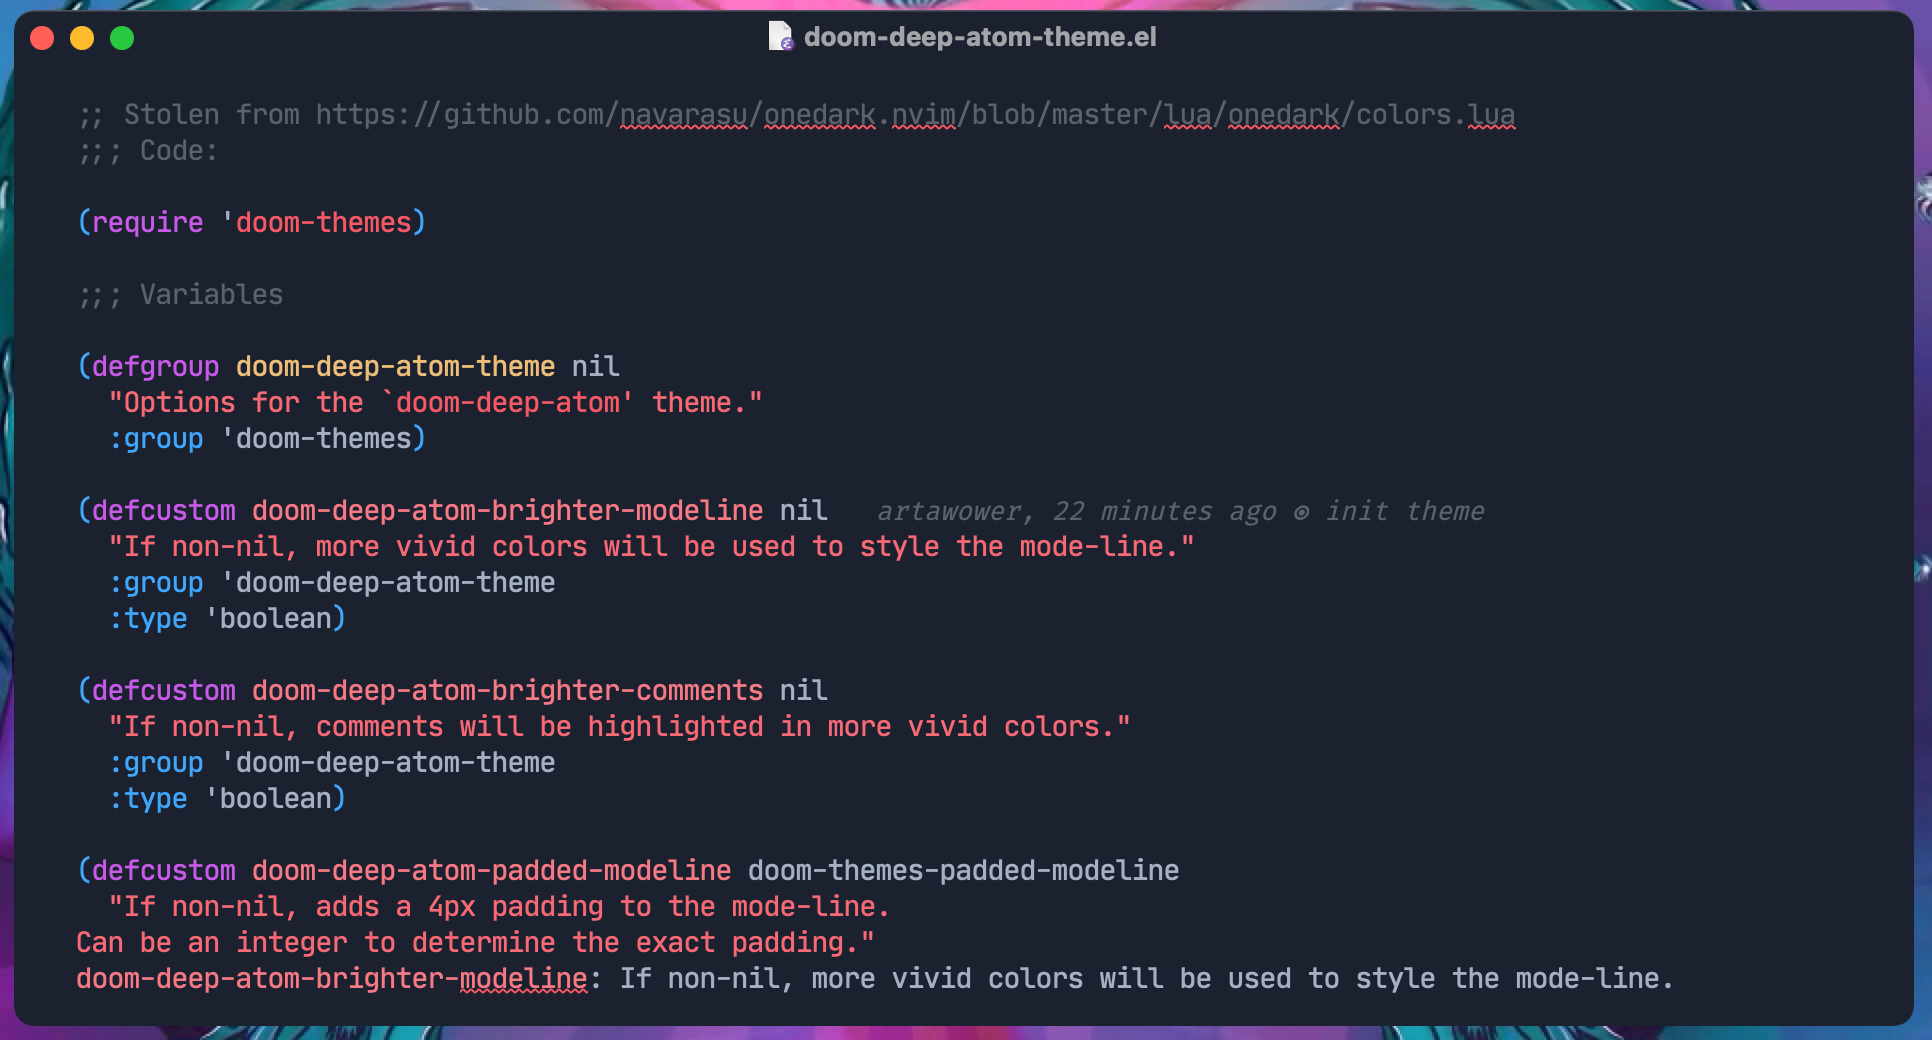 doom-deep-atom-theme.el
;; Stolen from https://github.com/navarasu/onedark.nvim/blob/master/lua/onedark/colors.lua
;;; Code:
(require 'doom-themes)
;;; Variables
(defgroup doom-deep-atom-theme nil
"Options for the `doom-deep-atom' theme."
:group 'doom-themes)
(defcustom doom-deep-atom-brighter-modeline nil artawower, 22 minutes ago ⊙ init theme
"If non-nil, more vivid colors will be used to style the mode-line."
:group 'doom-deep-atom-theme
:type 'boolean)
(defcustom doom-deep-atom-brighter-comments nil
"If non-nil, comments will be highlighted in more vivid colors."
:group 'doom-deep-atom-theme
:type 'boolean)
(defcustom doom-deep-atom-padded-modeline doom-themes-padded-modeline
"If non-nil, adds a 4px padding to the mode-line.
Can be an integer to determine the exact padding."
doom-deep-atom-brighter-modeline: If non-nil, more vivid colors will be used to style the mode-line.